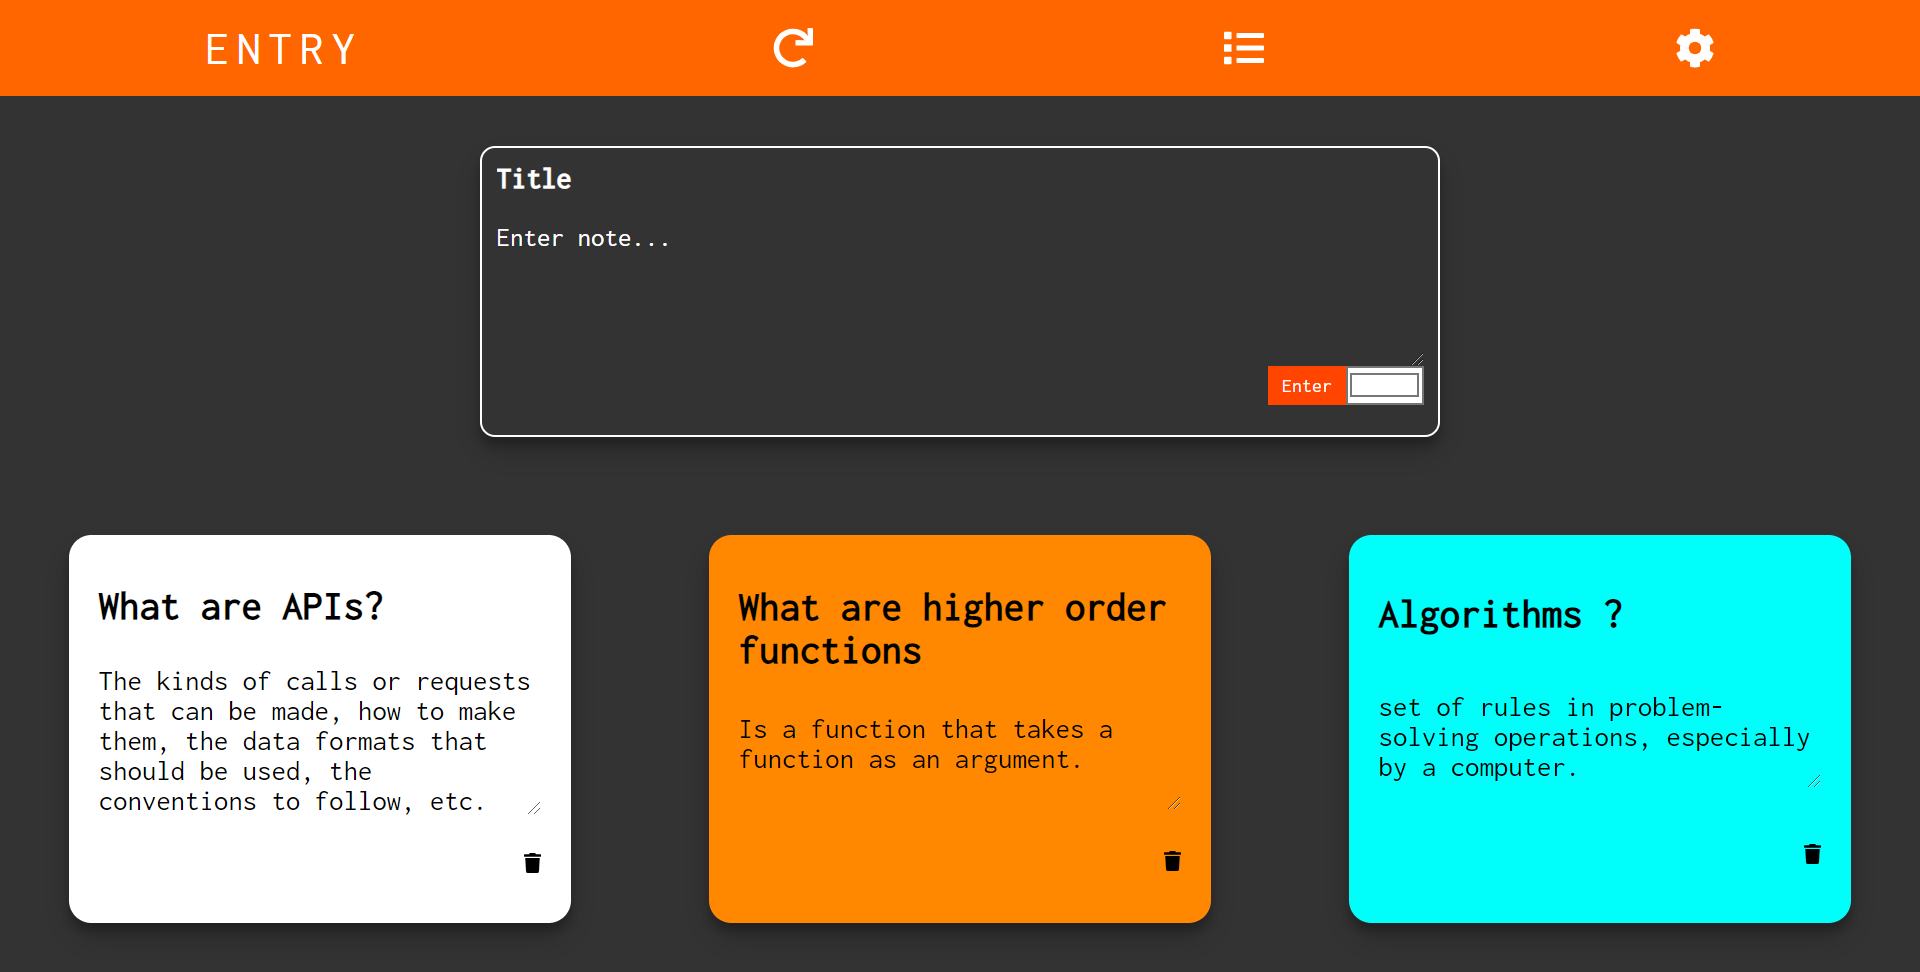 ENTRY
Title
Enter note...
Enter
What are APIs?
The kinds of calls or requests
that can be made, how to make
them, the data formats that
should be used, the
conventions to follow, etc.
What are higher order
functions
Is a function that takes a
function as an argument.
Algorithms ?
set of rules in problem-
solving operations, especially
by a computer.